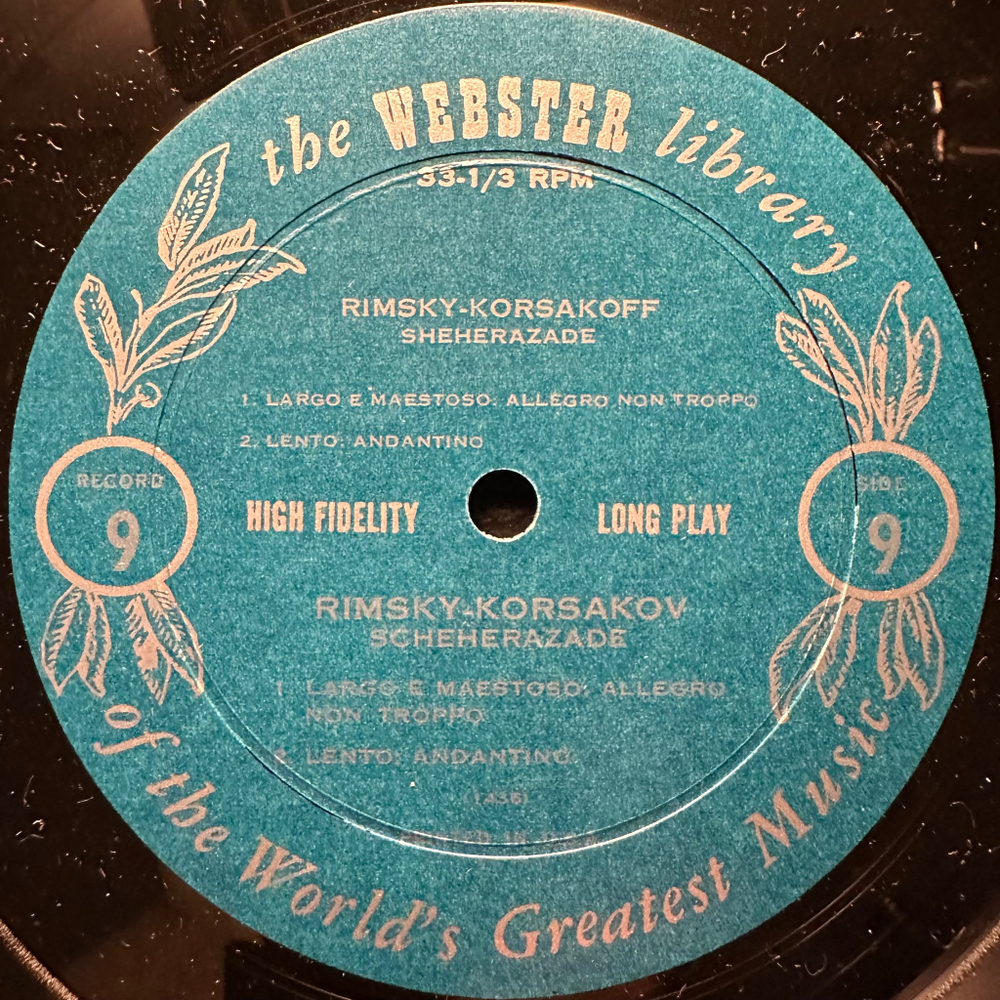 the WEBSTER library
33-1/3 RPM
RIMSKY-KORSAKOFF
SHEHERAZADE
1. LARGO E MAESTOSO: ALLEGRO NON TROPPO
2. LENTO: ANDANTINO
RECORD
9
HIGH FIDELITY
LONG PLAY
SIDE
9
RIMSKY-KORSAKOV
SCHEHERAZADE
1. LARGO E MAESTOSO: ALLEGRO
NON TROPPO
2. LENTO: ANDANTINO
of the World's Greatest Music